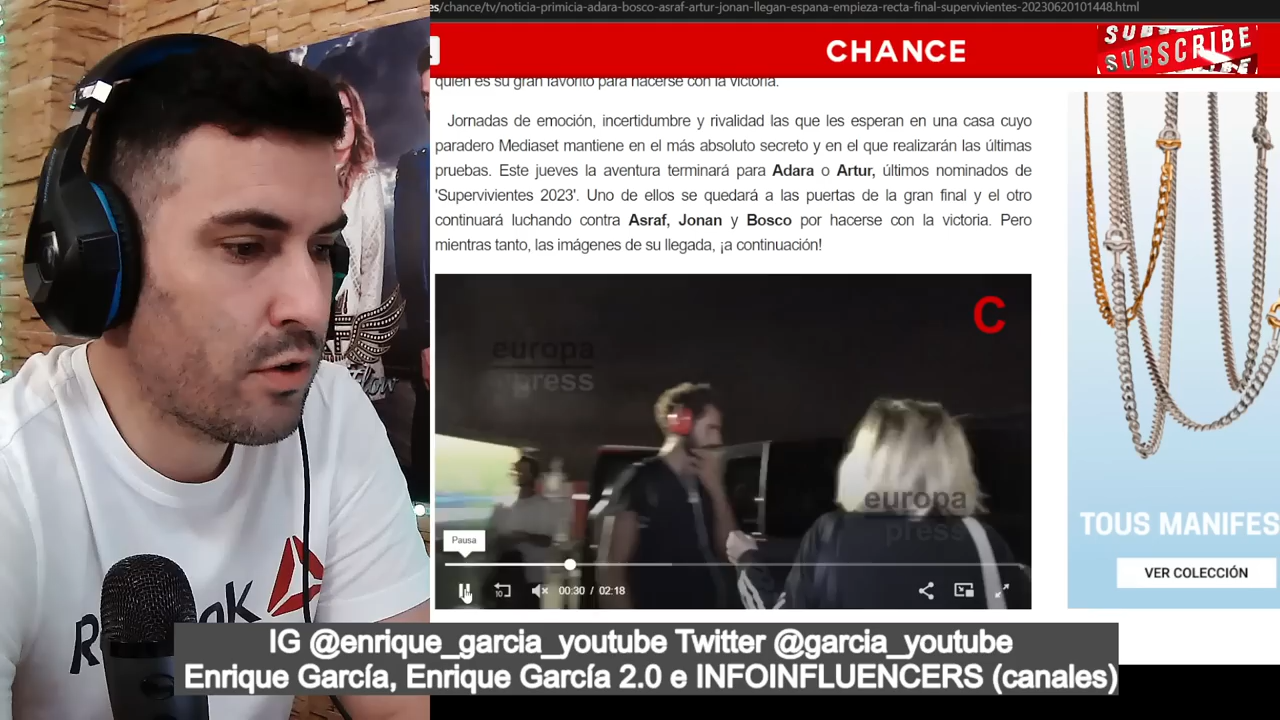 es/chance/tv/noticia-primicia-adara-bosco-asraf-artur-jonan-llegan-espana-empieza-recta-final-supervivientes-20230620101448.html
CHANCE
SUBSCRIBE
SUBSCRIBE
quien es su gran favorito para hacerse con la victoria.
Jornadas de emoción, incertidumbre y rivalidad las que les esperan en una casa cuyo
paradero Mediaset mantiene en el más absoluto secreto y en el que realizarán las últimas
pruebas. Este jueves la aventura terminará para Adara o Artur, últimos nominados de
'Supervivientes 2023'. Uno de ellos se quedará a las puertas de la gran final y el otro
continuará luchando contra Asraf, Jonan y Bosco por hacerse con la victoria. Pero
mientras tanto, las imágenes de su llegada, ¡a continuación!
C
europa
press
europa
press
Pausa
10
00:30 / 02:18
TOUS MANIFES
VER COLECCIÓN
Flow
IG @enrique_garcia_youtube Twitter @garcia_youtube
Enrique García, Enrique García 2.0 e INFOINFLUENCERS (canales)